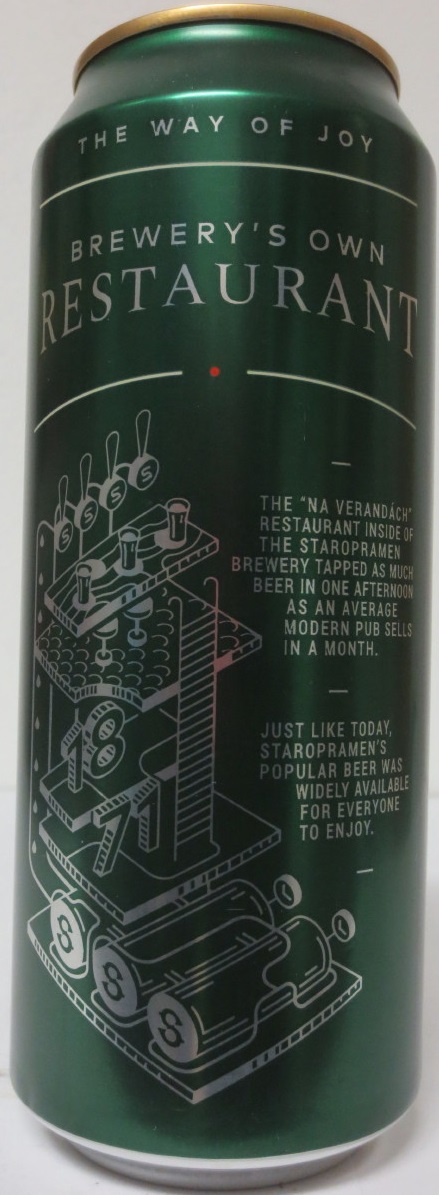 THE WAY OF JOY
BREWERY'S OWN
RESTAURANT
S S S S
THE "NA VERANDÁCH"
RESTAURANT INSIDE OF
THE STAROPRAMEN
BREWERY TAPPED AS MUCH
BEER IN ONE AFTERNOON
AS AN AVERAGE
MODERN PUB SELLS
IN A MONTH.
18
71
JUST LIKE TODAY,
STAROPRAMEN'S
POPULAR BEER WAS
WIDELY AVAILABLE
FOR EVERYONE
TO ENJOY.